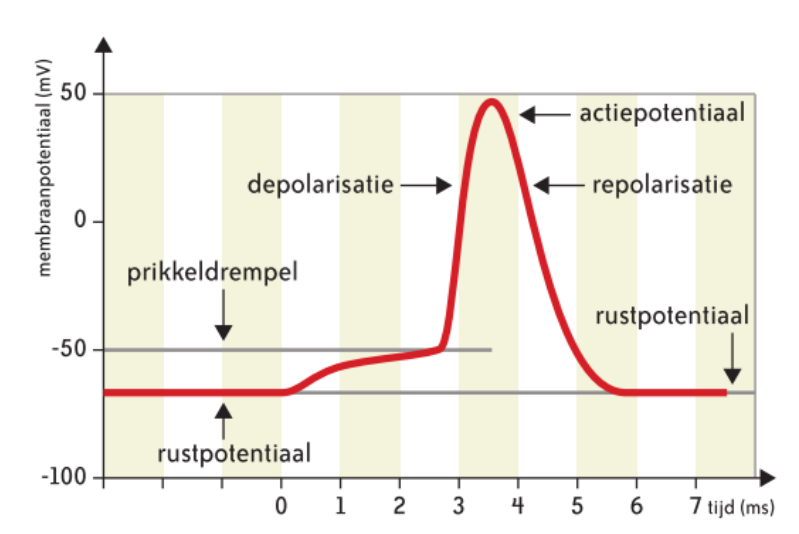 membraanpotentiaal (mV)
50
0
-50
-100
actiepotentiaal
depolarisatie
repolarisatie
prikkeldrempel
rustpotentiaal
rustpotentiaal
0 1 2 3 4 5 6 7 tijd (ms)